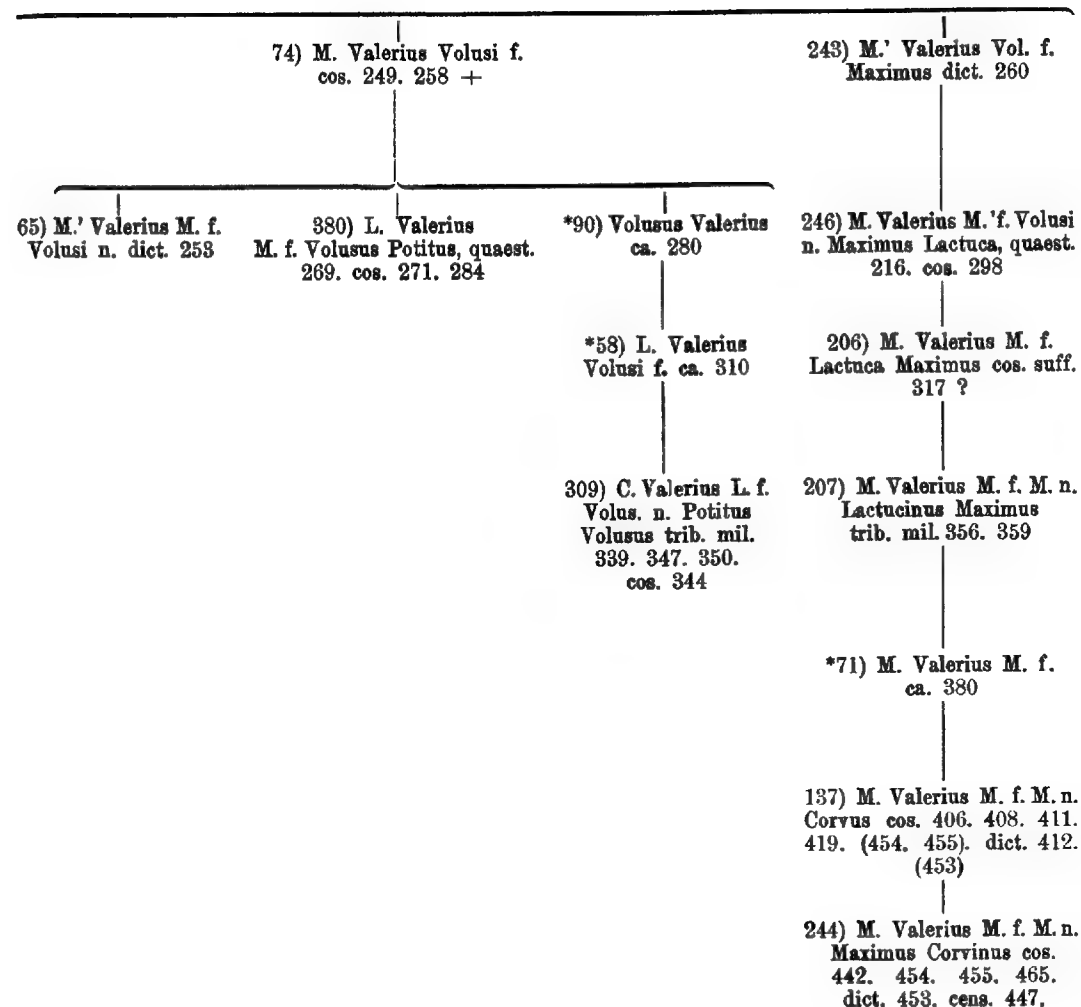 74) M. Valerius Volusi f.
cos. 249. 258 +
243) M.' Valerius Vol. f.
Maximus dict. 260
65) M.' Valerius M. f.
Volusi n. dict. 253
380) L. Valerius
M. f. Volusus Potitus, quaest.
269. cos. 271. 284
*90) Volusus Valerius
ca. 280
246) M. Valerius M.'f. Volusi
n. Maximus Lactuca, quaest.
216. cos. 298
*58) L. Valerius
Volusi f. ca. 310
206) M. Valerius M. f.
Lactuca Maximus cos. suff.
317 ?
309) C. Valerius L. f.
Volus. n. Potitus
Volusus trib. mil.
339. 347. 350.
cos. 344
207) M. Valerius M. f. M. n.
Lactucinus Maximus
trib. mil. 356. 359
*71) M. Valerius M. f.
ca. 380
137) M. Valerius M. f. M. n.
Corvus cos. 406. 408. 411.
419. (454. 455). dict. 412.
(453)
244) M. Valerius M. f. M. n.
Maximus Corvinus cos.
442. 454. 455. 465.
dict. 453. cens. 447.